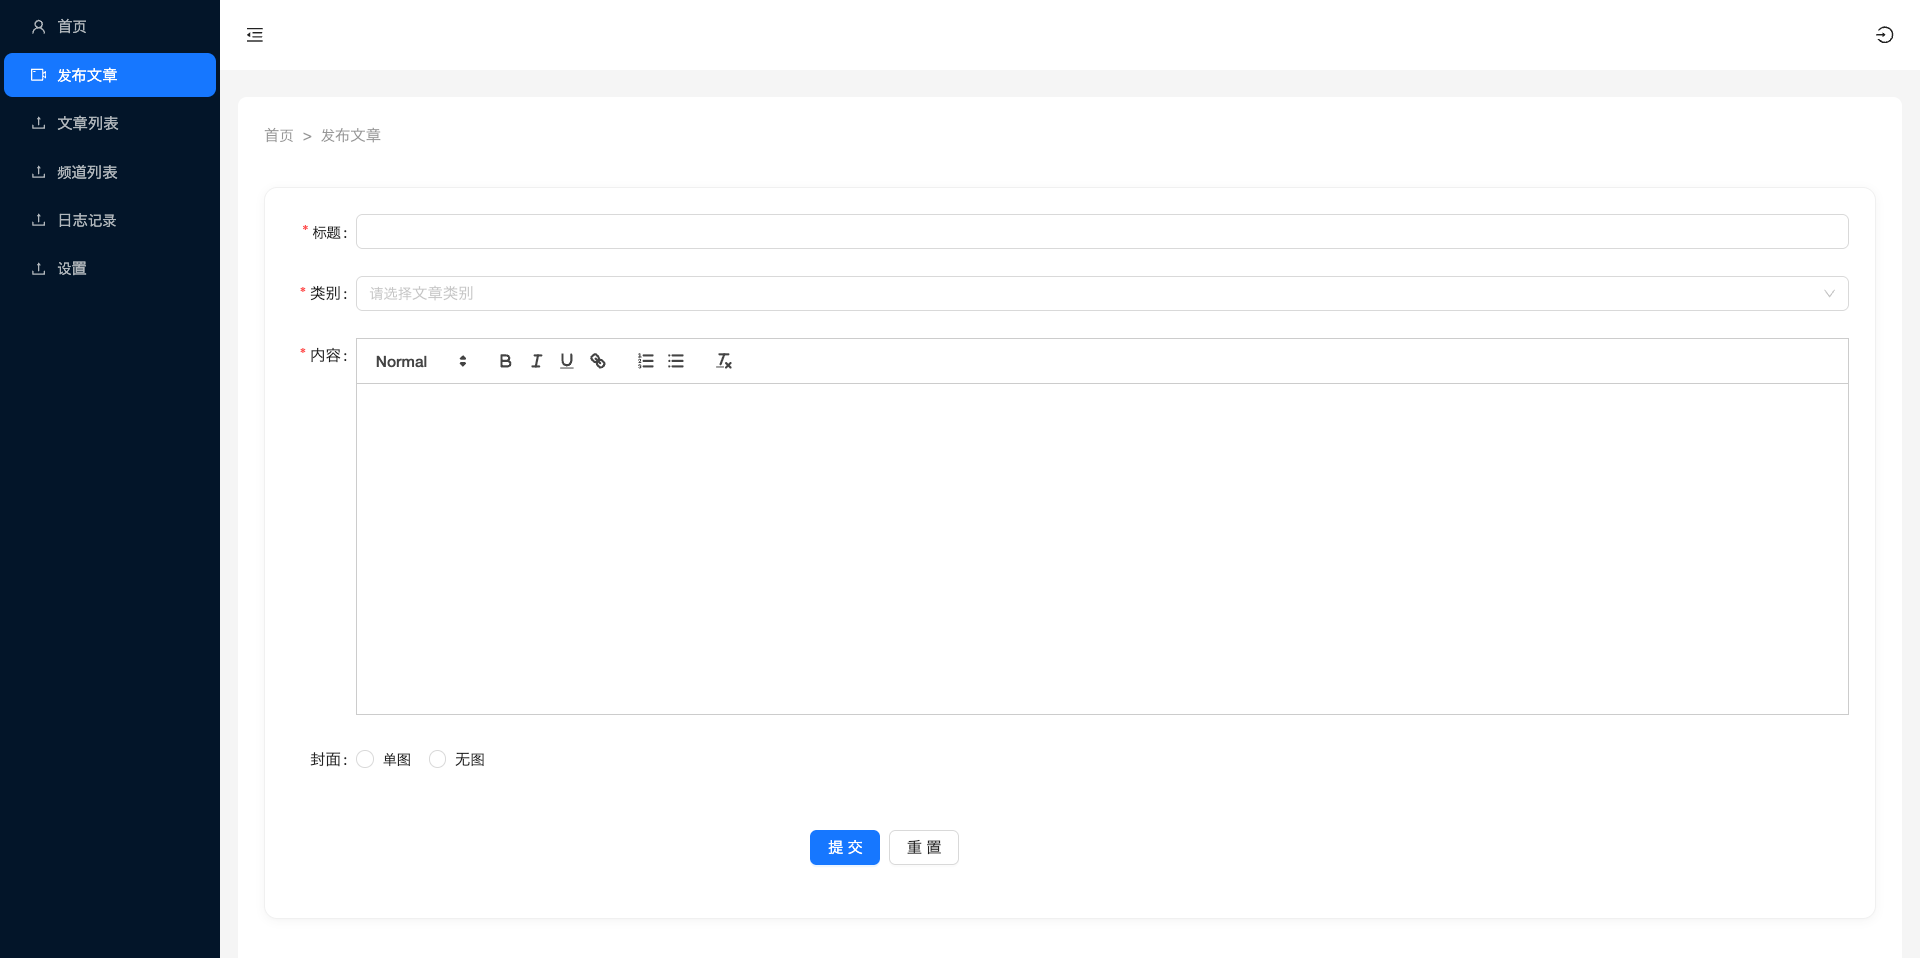 首页
发布文章
文章列表
频道列表
日志记录
设置
首页 > 发布文章
* 标题:
* 类别: 请选择文章类别
* 内容: Normal
封面: 单图 无图
提 交 重 置